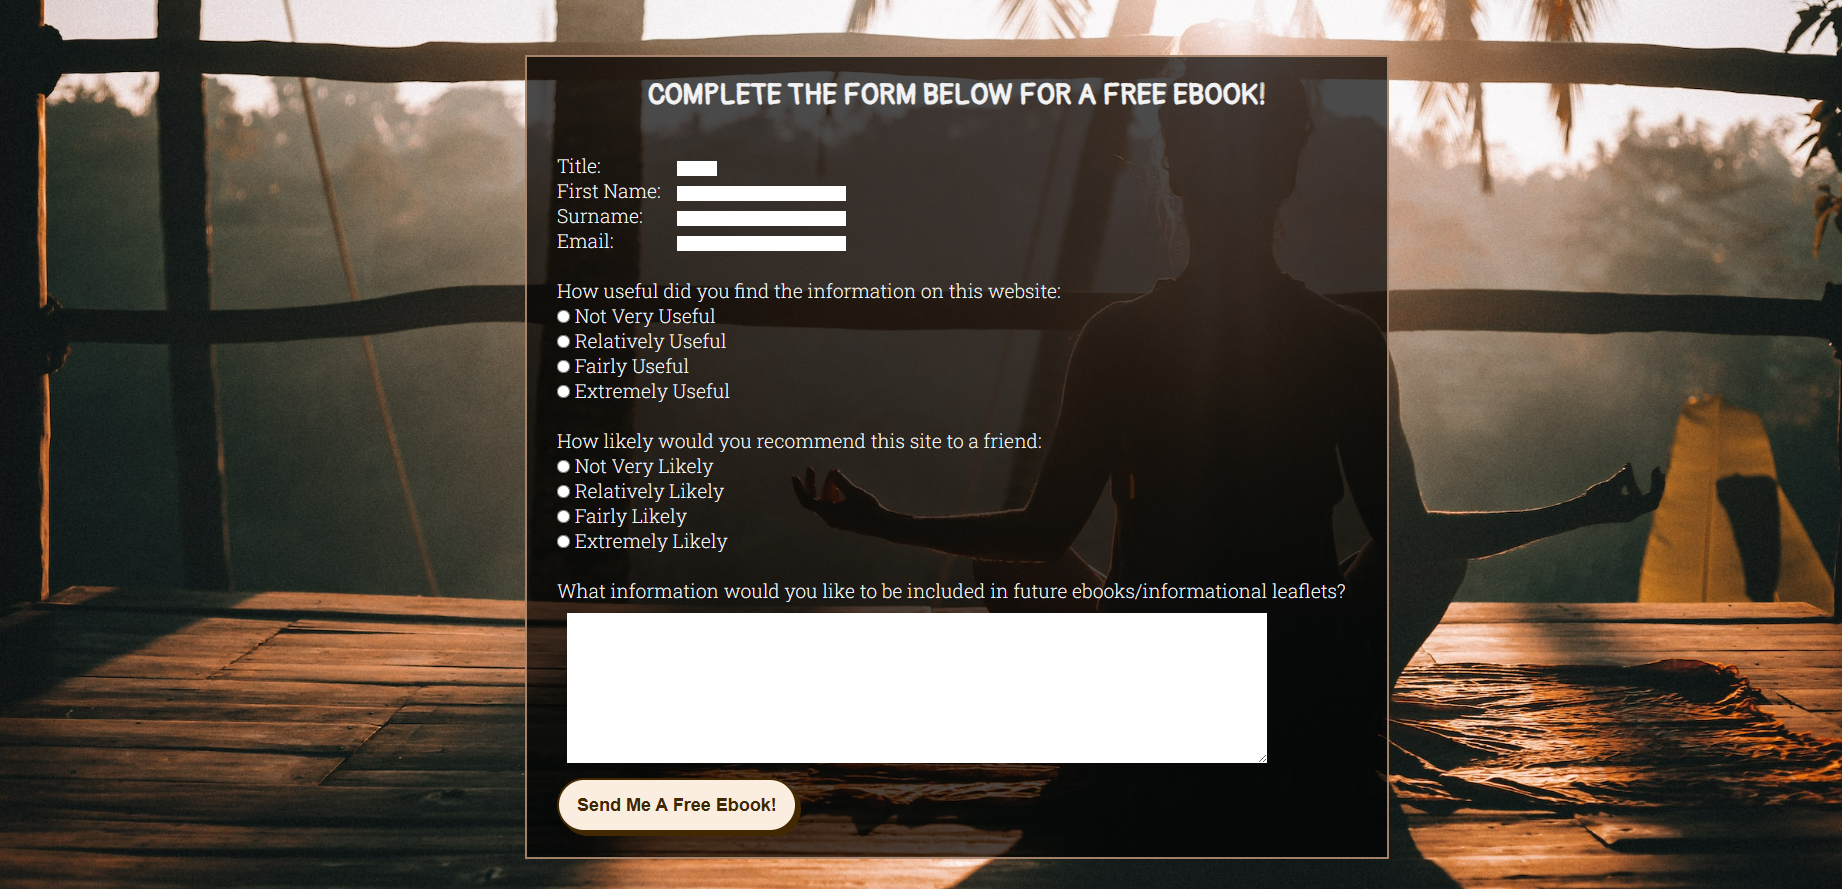 COMPLETE THE FORM BELOW FOR A FREE EBOOK!
Title:
First Name:
Surname:
Email:
How useful did you find the information on this website:
Not Very Useful
Relatively Useful
Fairly Useful
Extremely Useful
How likely would you recommend this site to a friend:
Not Very Likely
Relatively Likely
Fairly Likely
Extremely Likely
What information would you like to be included in future ebooks/informational leaflets?
Send Me A Free Ebook!